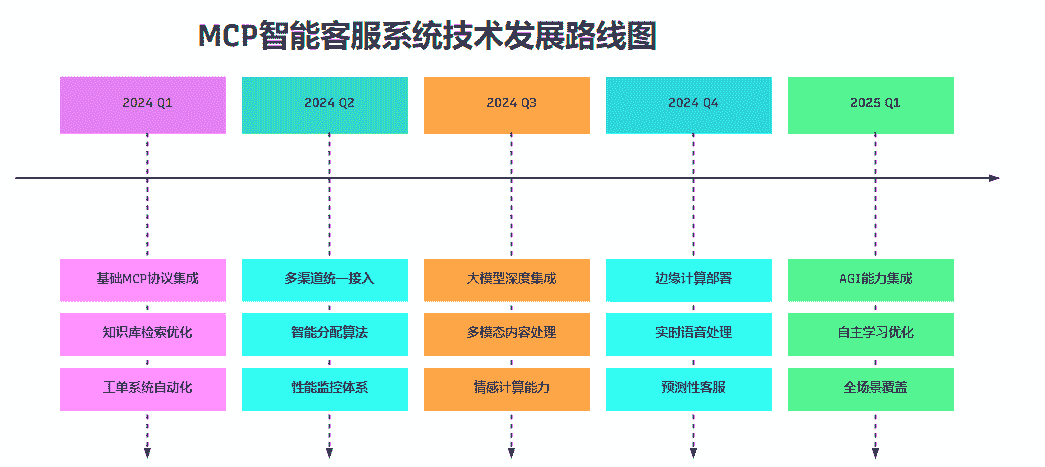 MCP智能客服系统技术发展路线图
2024 Q1
2024 Q2
2024 Q3
2024 Q4
2025 Q1
基础MCP协议集成
多渠道统一接入
大模型深度集成
边缘计算部署
AGI能力集成
知识库检索优化
智能分配算法
多模态内容处理
实时语音处理
自主学习优化
工单系统自动化
性能监控体系
情感计算能力
预测性客服
全场景覆盖